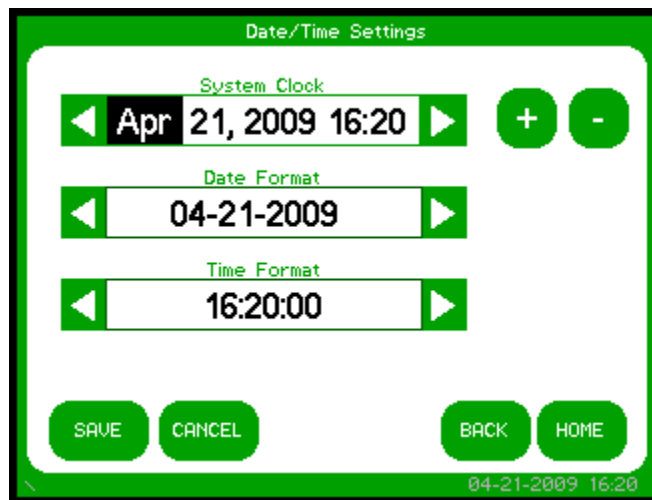 Date/Time Settings
System Clock
Apr 21, 2009 16:20
+ -
Date Format
04-21-2009
Time Format
16:20:00
SAVE CANCEL BACK HOME
04-21-2009 16:20